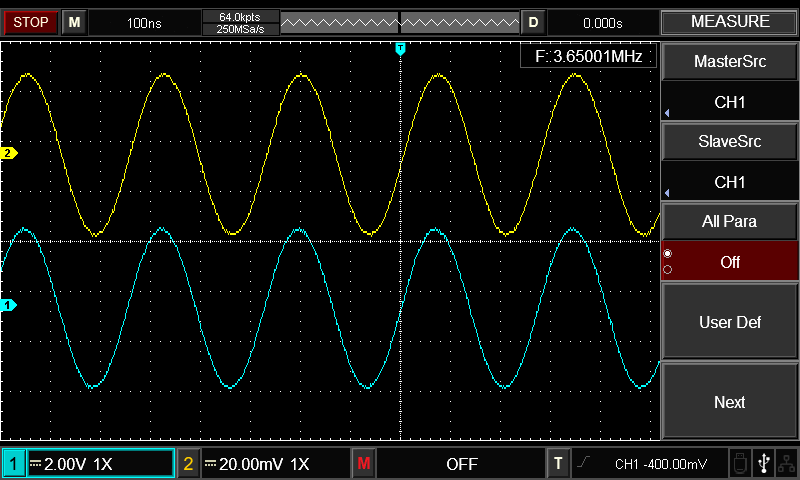 STOP M 100ns 64.0kpts D 0.000s MEASURE
250MSa/s
T
F: 3.65001MHz
MasterSrc
CH1
SlaveSrc
2
CH1
All Para
Off
1
User Def
Next
1 2.00V 1X 2 20.00mV 1X M OFF T CH1 -400.00mV